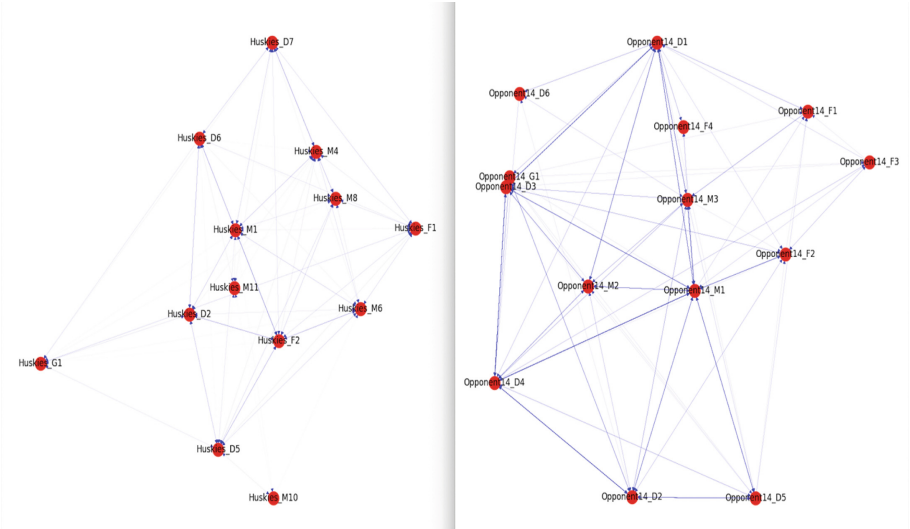 Huskies_D7
Huskies_D6
Huskies_M4
Huskies_M8
Huskies_M1
Huskies_F1
Huskies_M11
Huskies_M6
Huskies_D2
Huskies_F2
Huskies_G1
Huskies_D5
Huskies_M10
Opponent14_D1
Opponent14_D6
Opponent14_F1
Opponent14_F4
Opponent14_F3
Opponent14_G1
Opponent14_D3
Opponent14_M3
Opponent14_F2
Opponent14_M2
Opponent14_M1
Opponent14_D4
Opponent14_D2
Opponent14_D5